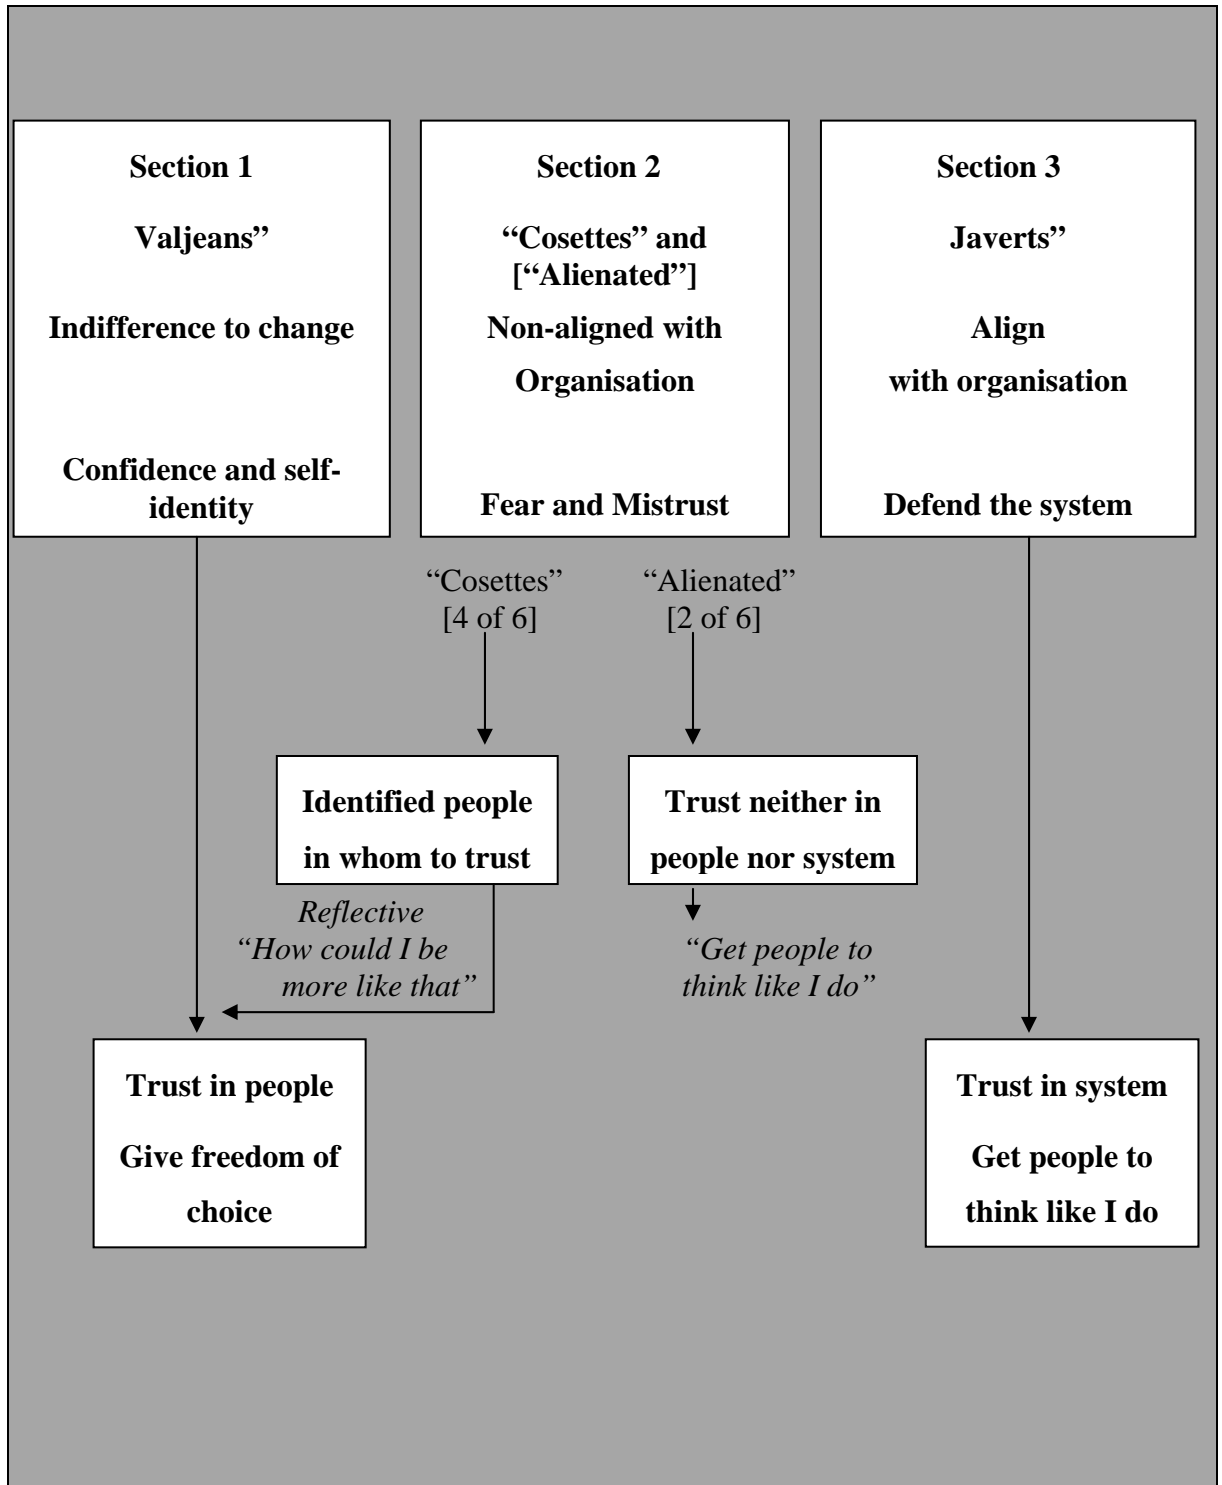 Section 1
Valjeans”
Indifference to change
Confidence and self-
identity
Section 2
“Cosettes” and
[“Alienated”]
Non-aligned with
Organisation
Fear and Mistrust
Section 3
Javerts”
Align
with organisation
Defend the system
“Cosettes”
[4 of 6]
“Alienated”
[2 of 6]
Identified people
in whom to trust
Trust neither in
people nor system
Reflective
“How could I be
more like that”
“Get people to
think like I do”
Trust in people
Give freedom of
choice
Trust in system
Get people to
think like I do